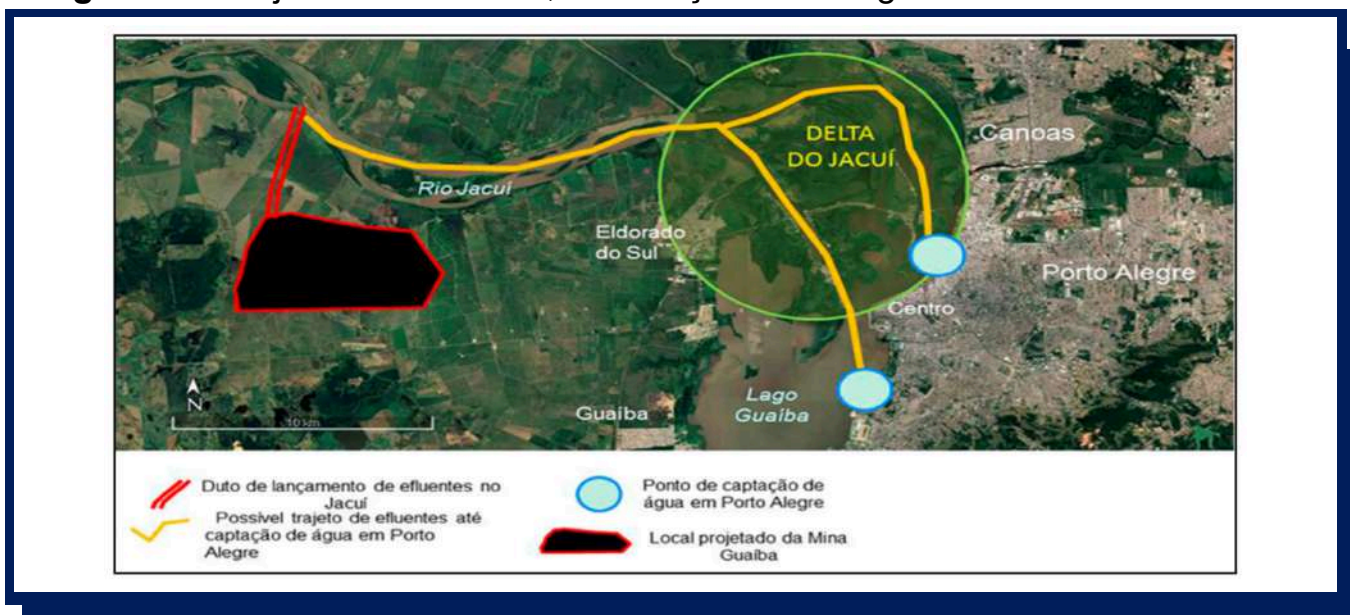 DELTA
DO JACUÍ
Canoas
Rio Jacuí
Eldorado
do Sul
Porto Alegre
Centro
N
10 km
Guaíba
Lago
Guaíba
Duto de lançamento de efluentes no
Jacuí
Possível trajeto de efluentes até
captação de água em Porto
Alegre
Ponto de captação de
água em Porto Alegre
Local projetado da Mina
Guaíba